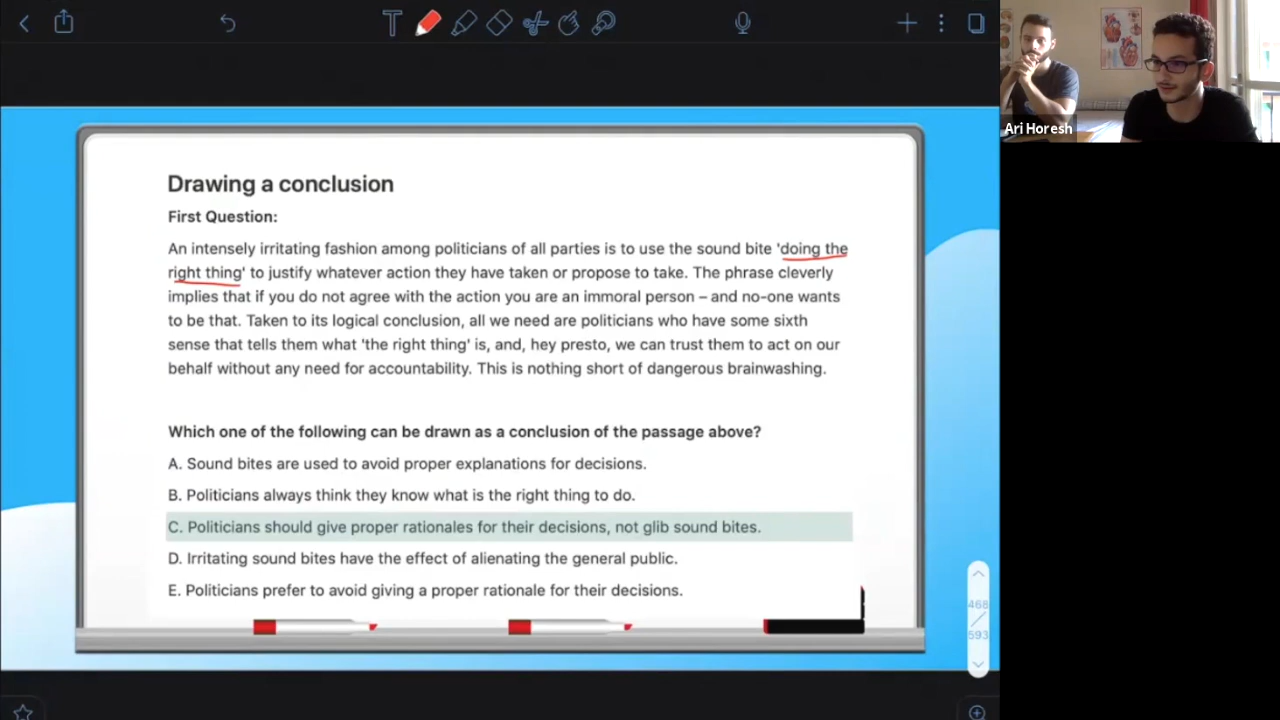 Drawing a conclusion
First Question:
An intensely irritating fashion among politicians of all parties is to use the sound bite 'doing the
right thing' to justify whatever action they have taken or propose to take. The phrase cleverly
implies that if you do not agree with the action you are an immoral person – and no-one wants
to be that. Taken to its logical conclusion, all we need are politicians who have some sixth
sense that tells them what 'the right thing' is, and, hey presto, we can trust them to act on our
behalf without any need for accountability. This is nothing short of dangerous brainwashing.
Which one of the following can be drawn as a conclusion of the passage above?
A. Sound bites are used to avoid proper explanations for decisions.
B. Politicians always think they know what is the right thing to do.
C. Politicians should give proper rationales for their decisions, not glib sound bites.
D. Irritating sound bites have the effect of alienating the general public.
E. Politicians prefer to avoid giving a proper rationale for their decisions.
468
/
593
Ari Horesh